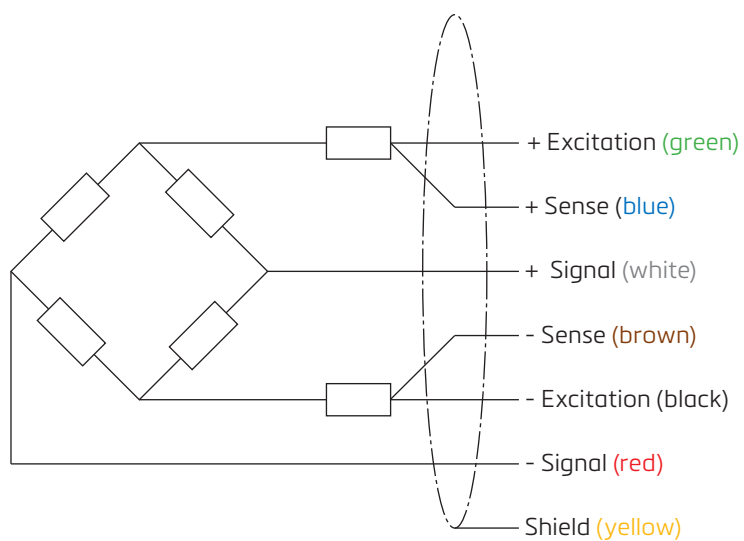 + Excitation (green)
+ Sense (blue)
+ Signal (white)
- Sense (brown)
- Excitation (black)
- Signal (red)
Shield (yellow)